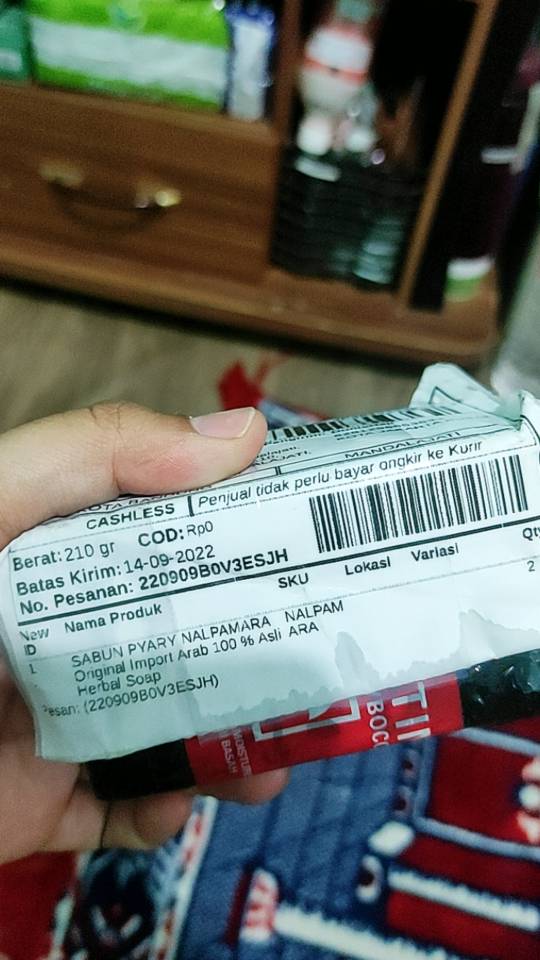 MANDALAJATI
CASHLESS
Penjual tidak perlu bayar ongkir ke Kurir
Berat: 210 gr COD: Rp0
Batas Kirim: 14-09-2022
No. Pesanan: 220909B0V3ESJH
Nama Produk SKU Lokasi Variasi Qty
1 SABUN PYARY NALPAMARA NALPAM 2
Original Import Arab 100 % Asli ARA
Herbal Soap
Pesan: (220909B0V3ESJH)
BASAH